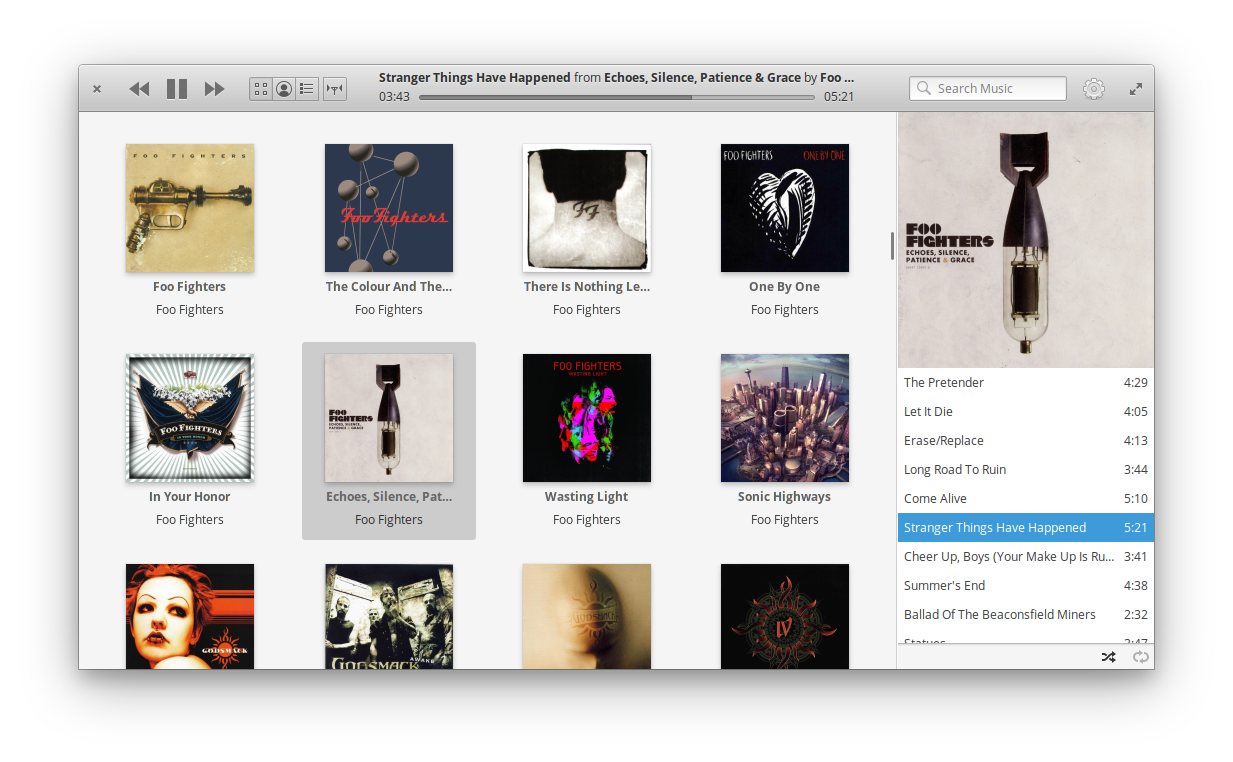 Stranger Things Have Happened from Echoes, Silence, Patience & Grace by Foo ...
03:43
05:21
Search Music
FOO FIGHTERS
Foo Fighters
Foo Fighters
Foo Fighters
The Colour And The...
Foo Fighters
FF
There Is Nothing Le...
Foo Fighters
FOO FIGHTERS
ONE BY ONE
One By One
Foo Fighters
FOO FIGHTERS
IN YOUR HONOR
In Your Honor
Foo Fighters
FOO
FIGHTERS
ECHOES, SILENCE,
PATIENCE & GRACE
Echoes, Silence, Pat...
Foo Fighters
FOO FIGHTERS
WASTING LIGHT
Wasting Light
Foo Fighters
Sonic Highways
Foo Fighters
GODSMACK
GODSMACK
AWAKE
GODSMACK
IV
FOO
FIGHTERS
ECHOES, SILENCE,
PATIENCE & GRACE
The Pretender 4:29
Let It Die 4:05
Erase/Replace 4:13
Long Road To Ruin 3:44
Come Alive 5:10
Stranger Things Have Happened 5:21
Cheer Up, Boys (Your Make Up Is Ru... 3:41
Summer's End 4:38
Ballad Of The Beaconsfield Miners 2:32
Statues 3:47